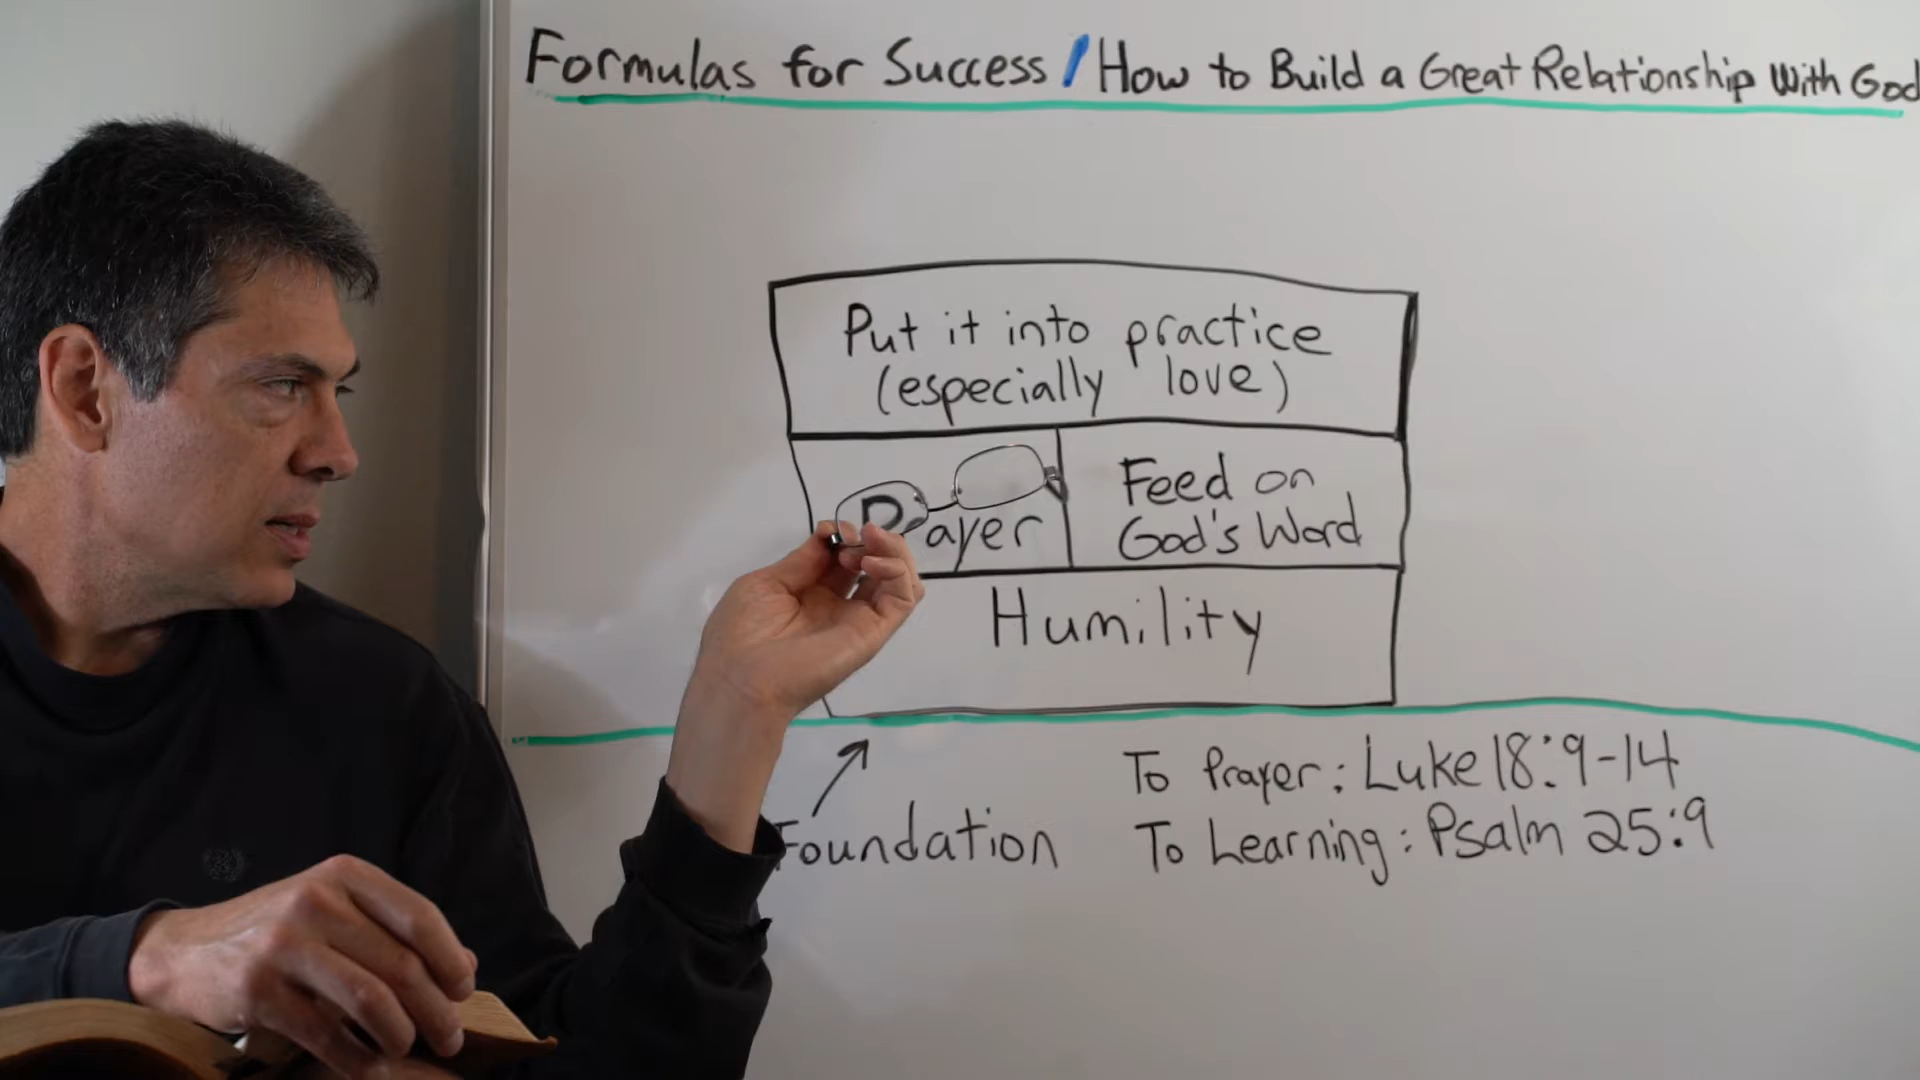 Formulas for Success / How to Build a Great Relationship With God
Put it into practice
(especially love)
Prayer
Feed on
God's Word
Humility
Foundation
To Prayer: Luke 18:9-14
To Learning: Psalm 25:9